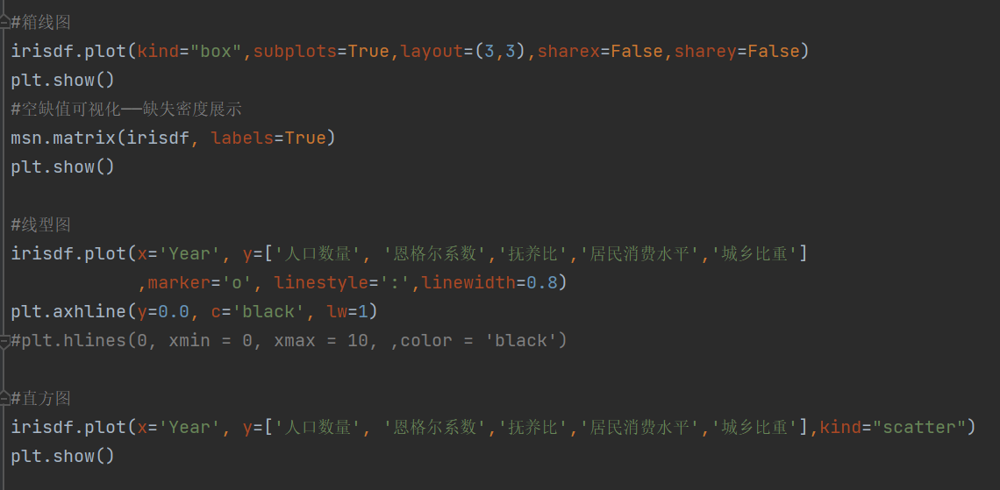 #箱线图
irisdf.plot(kind="box",subplots=True,layout=(3,3),sharex=False,sharey=False)
plt.show()
#空缺值可视化——缺失密度展示
msn.matrix(irisdf, labels=True)
plt.show()
#线型图
irisdf.plot(x='Year', y=['人口数量', '恩格尔系数','抚养比','居民消费水平','城乡比重']
,marker='o', linestyle=':',linewidth=0.8)
plt.axhline(y=0.0, c='black', lw=1)
#plt.hlines(0, xmin = 0, xmax = 10, ,color = 'black')
#直方图
irisdf.plot(x='Year', y=['人口数量', '恩格尔系数','抚养比','居民消费水平','城乡比重'],kind="scatter")
plt.show()